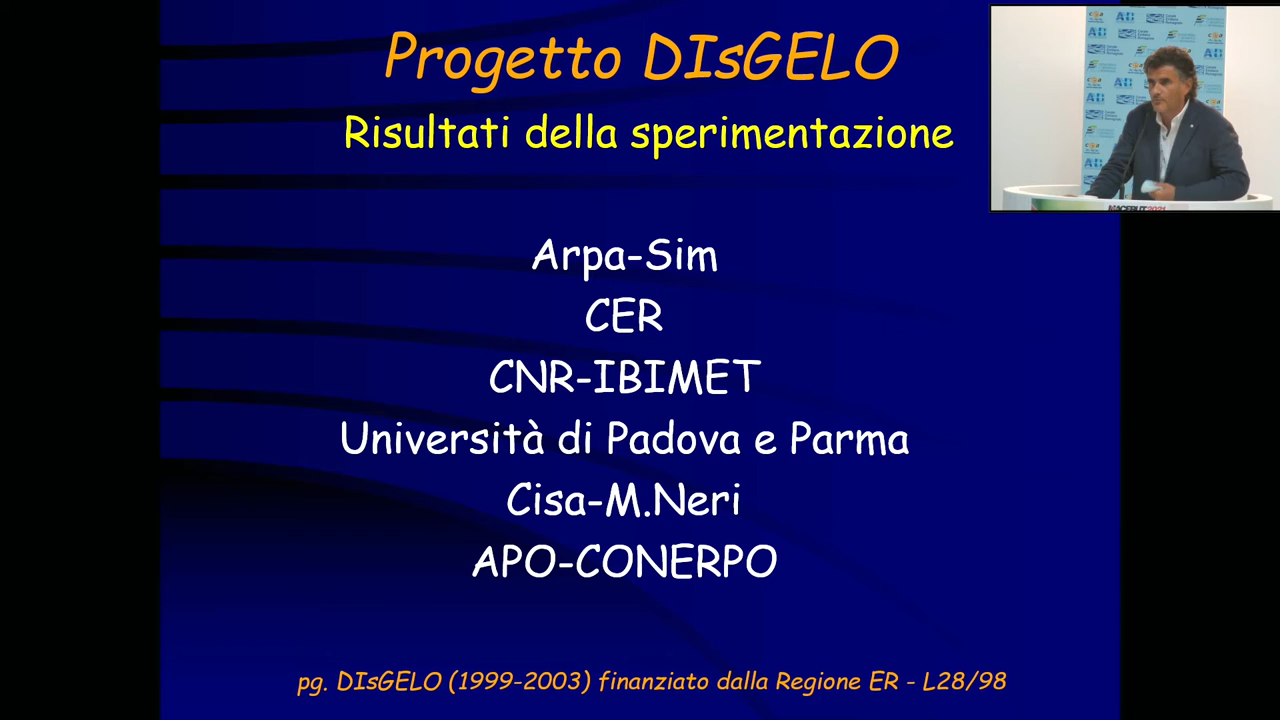 Progetto DIsGELO
Risultati della sperimentazione
Arpa-Sim
CER
CNR-IBIMET
Università di Padova e Parma
Cisa-M.Neri
APO-CONERPO
pg. DIsGELO (1999-2003) finanziato dalla Regione ER - L28/98
MACFRUT2021